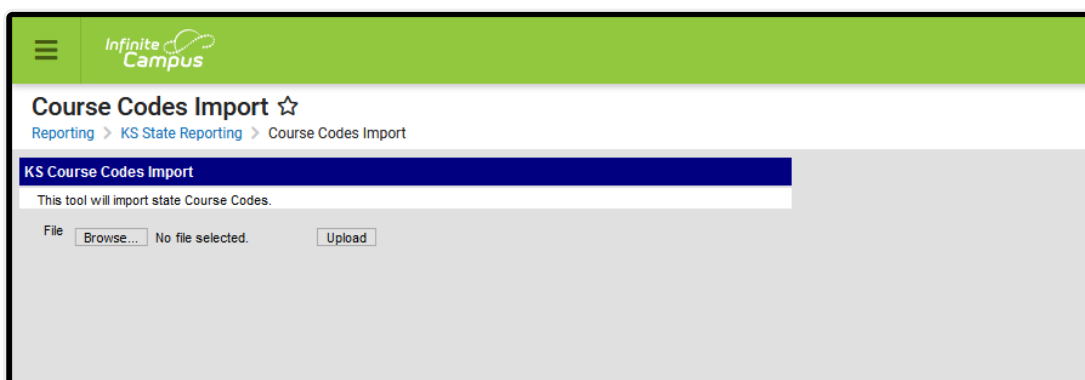 Infinite
Campus
Course Codes Import
Reporting > KS State Reporting > Course Codes Import
KS Course Codes Import
This tool will import state Course Codes.
File Browse... No file selected. Upload